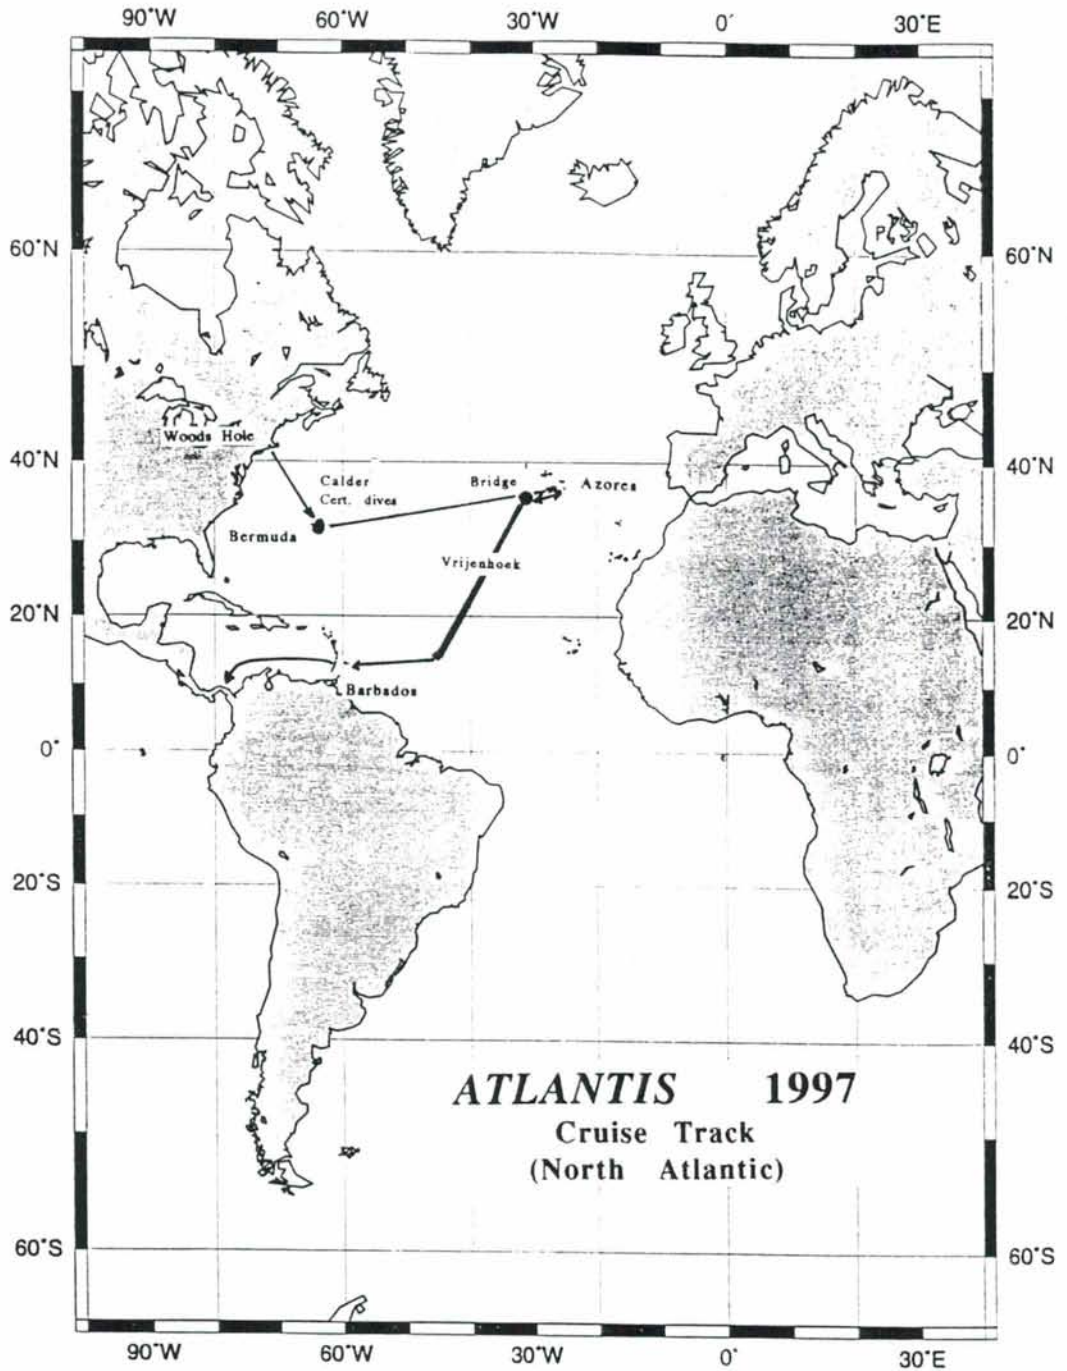 90°W 60°W 30°W 0° 30°E
60°N 60°N
Woods Hole
40°N 40°N
Calder
Cert. dives
Bridge
Azores
Bermuda
Vrijenhoek
20°N 20°N
Barbados
0° 0°
20°S 20°S
40°S 40°S
ATLANTIS 1997
Cruise Track
(North Atlantic)
60°S 60°S
90°W 60°W 30°W 0° 30°E